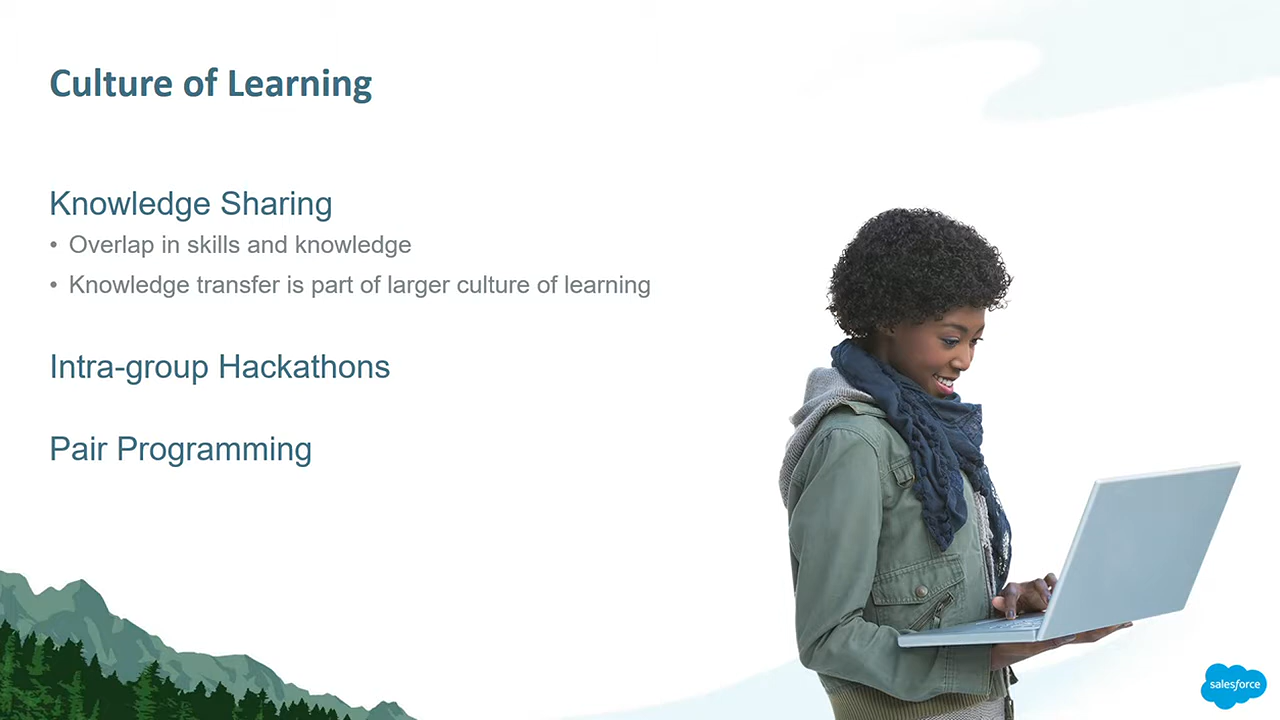 Culture of Learning
Knowledge Sharing
• Overlap in skills and knowledge
• Knowledge transfer is part of larger culture of learning
Intra-group Hackathons
Pair Programming
salesforce